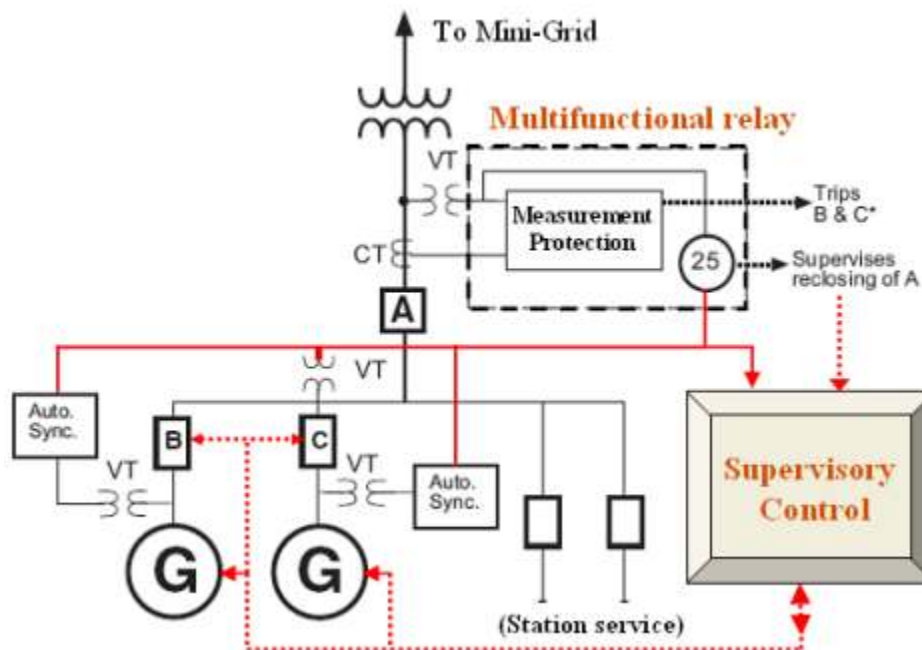 To Mini-Grid
Multifunctional relay
VT
Measurement
Protection
Trips
B & C*
CT
25
Supervises
reclosing of A
A
VT
Auto.
Sync.
B
C
VT
VT
Auto.
Sync.
Supervisory
Control
G
G
(Station service)